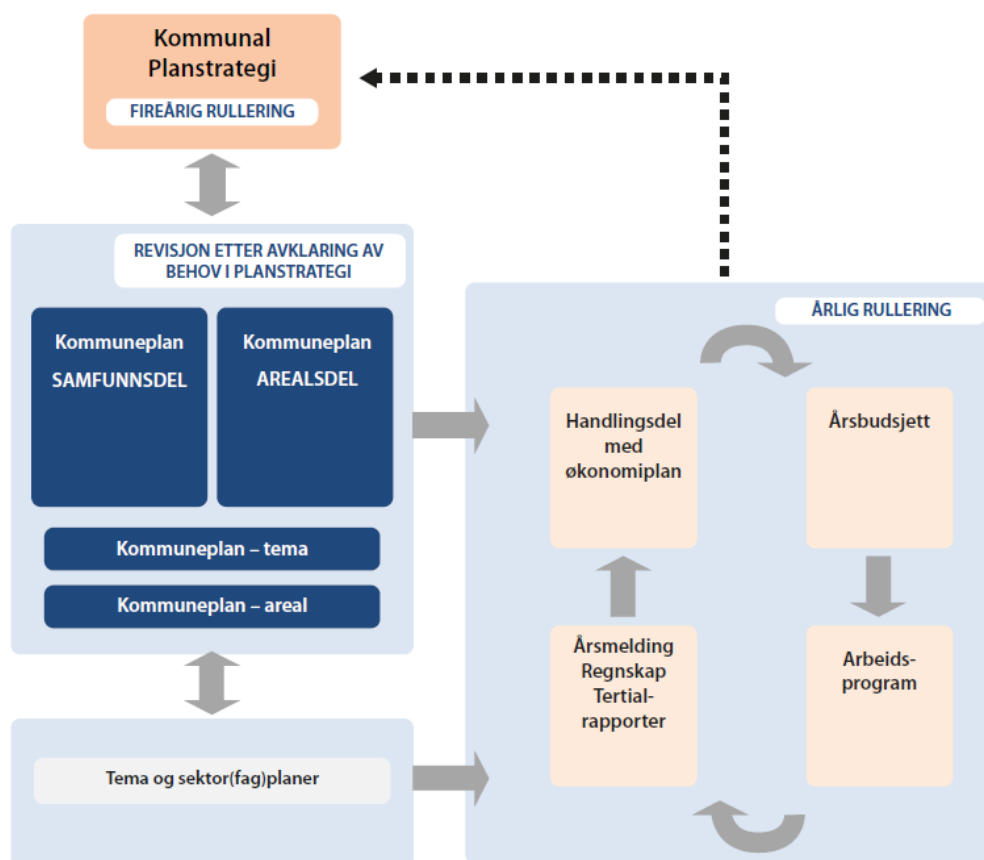 Kommunal
Planstrategi
FIREÅRIG RULLERING
REVISJON ETTER AVKLARING AV
BEHOV I PLANSTRATEGI
Kommuneplan
SAMFUNNSDEL
Kommuneplan
AREALSDEL
Kommuneplan – tema
Kommuneplan – areal
Tema og sektor(fag)planer
ÅRLIG RULLERING
Handlingsdel
med
økonomiplan
Årsbudsjett
Årsmelding
Regnskap
Tertial-
rapporter
Arbeids-
program